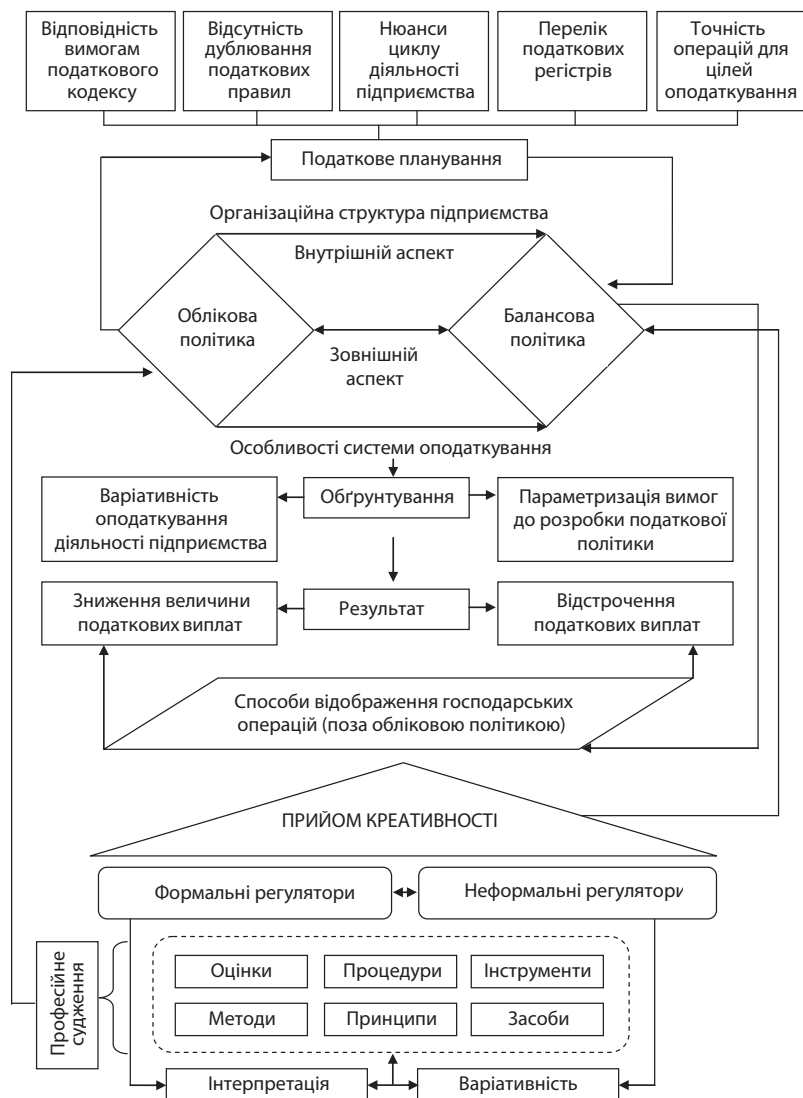 Відповідність
вимогам
податкового
кодексу
Відсутність
дублювання
податкових
правил
Нюанси
циклу
діяльності
підприємства
Перелік
податкових
регістрів
Точність
операцій для
цілей
оподаткування
Податкове планування
Організаційна структура підприємства
Внутрішній аспект
Облікова
політика
Балансова
політика
Зовнішній
аспект
Особливості системи оподаткування
Варіативність
оподаткування
діяльності підприємства
Обґрунтування
Параметризація вимог
до розробки податкової
політики
Зниження величини
податкових виплат
Результат
Відстрочення
податкових виплат
Способи відображення господарських
операцій (поза обліковою політикою)
ПРИЙОМ КРЕАТИВНОСТІ
Формальні регулятори
Неформальні регулятори
Професійне
судження
Оцінки
Процедури
Інструменти
Методи
Принципи
Засоби
Інтерпретація
Варіативність